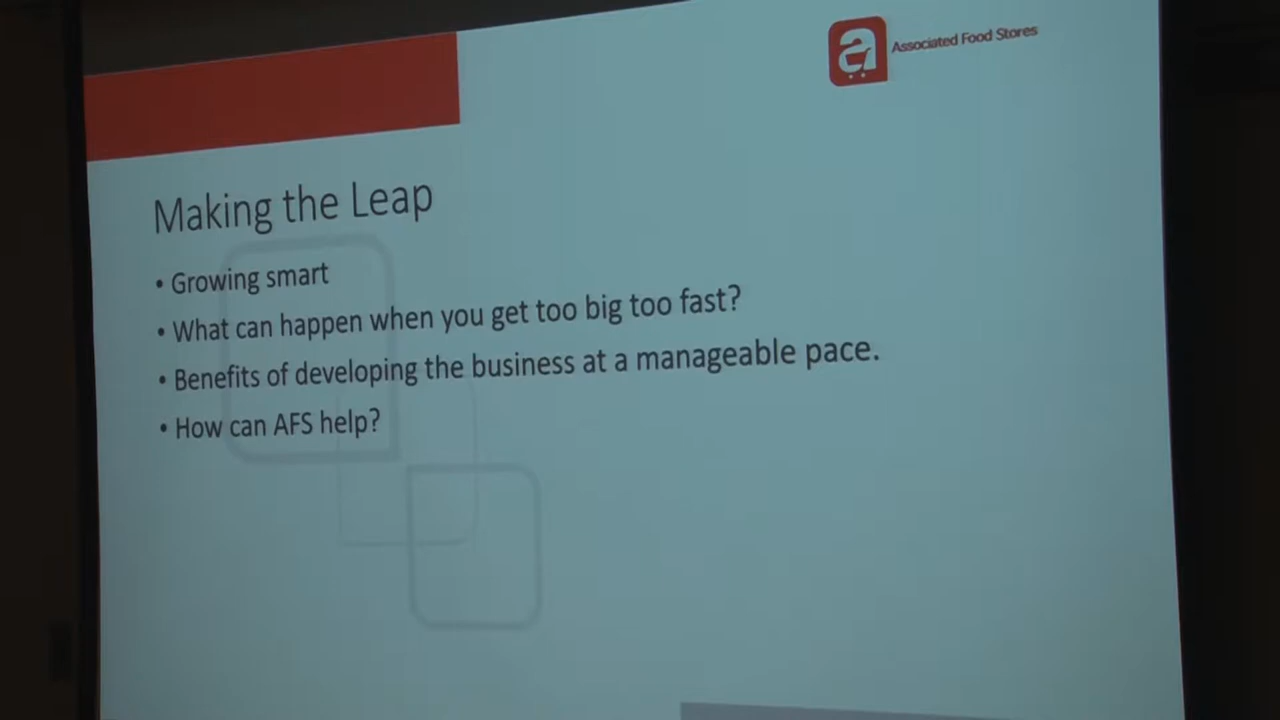 Associated Food Stores
Making the Leap
• Growing smart
• What can happen when you get too big too fast?
• Benefits of developing the business at a manageable pace.
• How can AFS help?